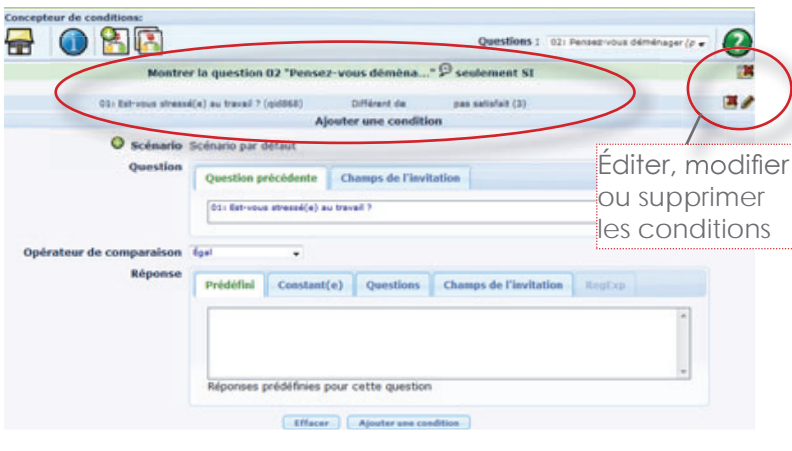 Concepteur de conditions:
Questions : 02: Pensez-vous déménager (p
Montrer la question 02 "Pensez-vous déména..." seulement SI
01: Est-vous stressé(e) au travail ? (qid868) Différent de pas satisfait (3)
Ajouter une condition
Scénario Scénario par défaut
Question
Question précédente Champs de l'invitation
01: Est-vous stressé(e) au travail ?
Éditer, modifier
ou supprimer
les conditions
Opérateur de comparaison Égal
Réponse
Prédéfini Constant(e) Questions Champs de l'invitation RegExp
Réponses prédéfinies pour cette question
Effacer Ajouter une condition